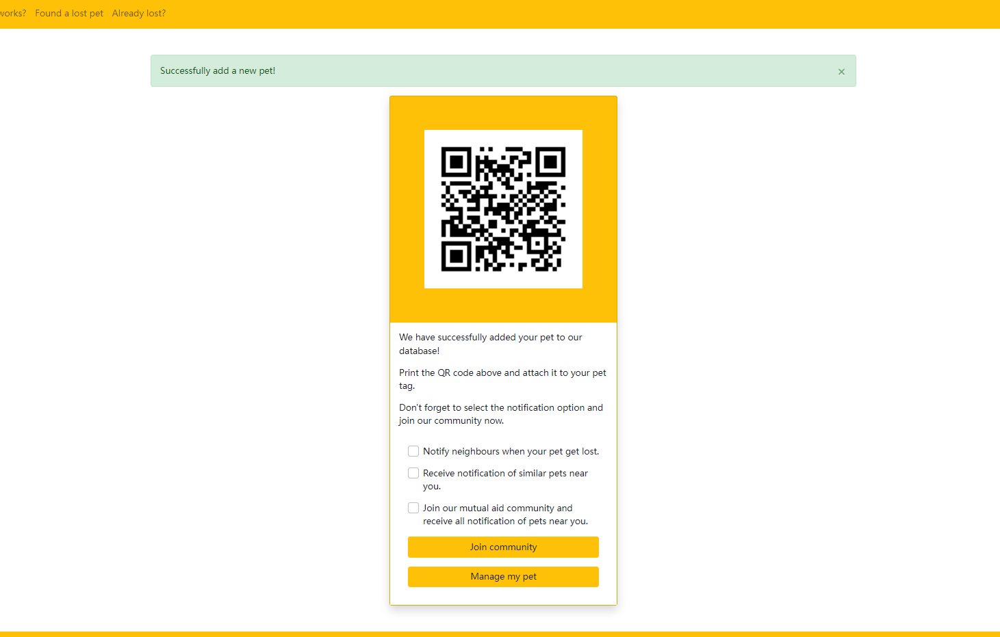 works? Found a lost pet Already lost?
Successfully add a new pet!
×
We have successfully added your pet to our
database!
Print the QR code above and attach it to your pet
tag.
Don't forget to select the notification option and
join our community now.
Notify neighbours when your pet get lost.
Receive notification of similar pets near
you.
Join our mutual aid community and
receive all notification of pets near you.
Join community
Manage my pet